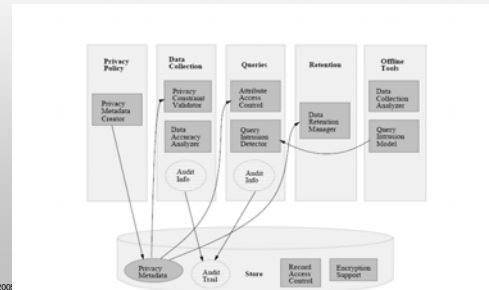 Privacy
Policy
Data
Collection
Queries
Retention
Offline
Tools
Privacy
Metadata
Creator
Privacy
Constraint
Validator
Data
Accuracy
Analyzer
Audit
Info
Attribute
Access
Control
Query
Intrusion
Detector
Audit
Info
Data
Retention
Manager
Data
Collection
Analyzer
Query
Intrusion
Model
Privacy
Metadata
Audit
Trail
Store
Record
Access
Control
Encryption
Support